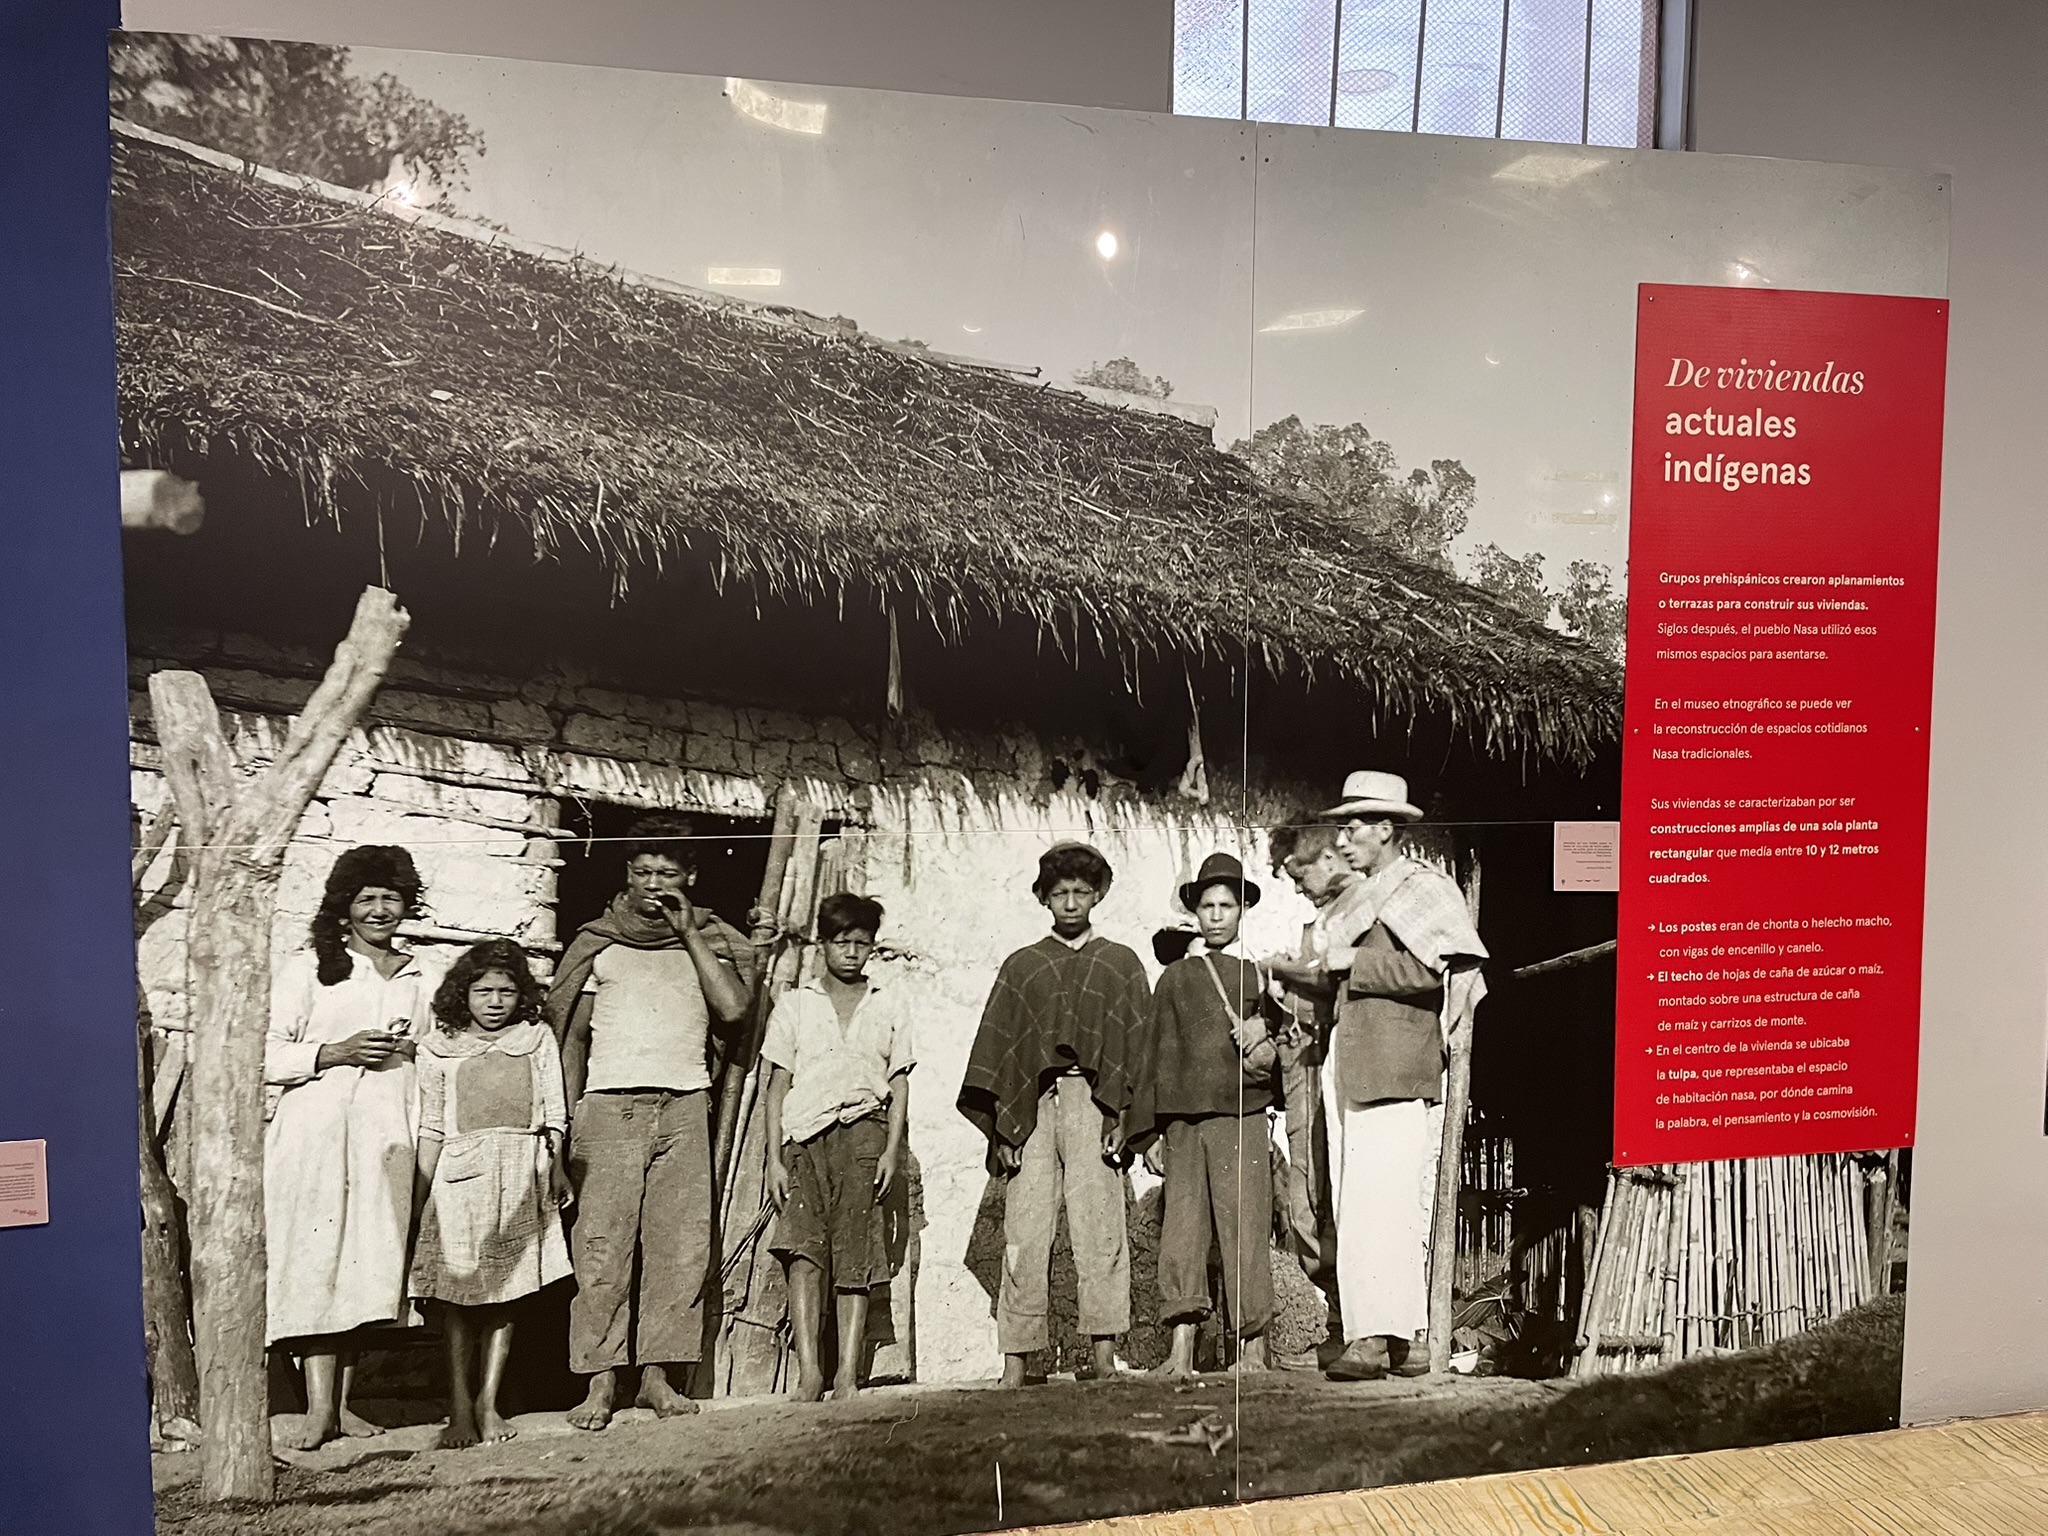 De viviendas
actuales
indígenas
Grupos prehispánicos crearon aplanamientos
o terrazas para construir sus viviendas.
Siglos después, el pueblo Nasa utilizó esos
mismos espacios para asentarse.
En el museo etnográfico se puede ver
la reconstrucción de espacios cotidianos
Nasa tradicionales.
Sus viviendas se caracterizaban por ser
construcciones amplias de una sola planta
rectangular que medía entre 10 y 12 metros
cuadrados.
→ Los postes eran de chonta o helecho macho,
con vigas de encenillo y canelo.
→ El techo de hojas de caña de azúcar o maíz,
montado sobre una estructura de caña
de maíz y carrizos de monte.
→ En el centro de la vivienda se ubicaba
la tulpa, que representaba el espacio
de habitación nasa, por dónde camina
la palabra, el pensamiento y la cosmovisión.